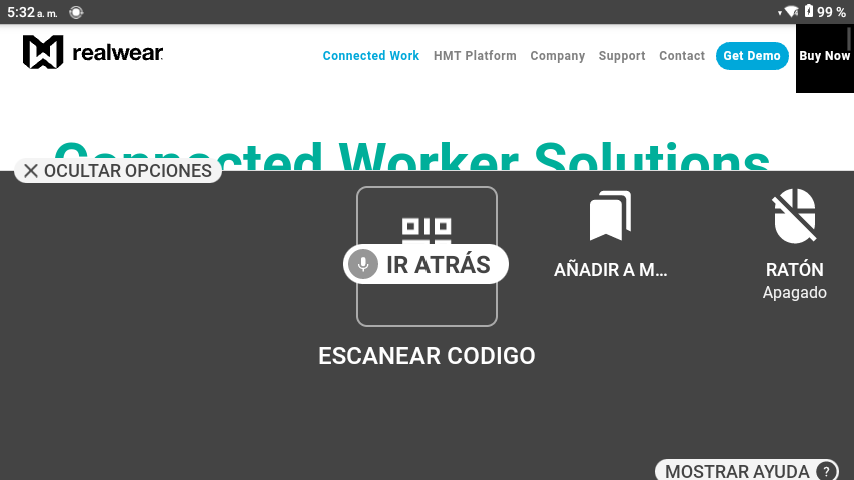 5:32 a. m.
99 %
realwear
Connected Work
HMT Platform
Company
Support
Contact
Get Demo
Buy Now
Connected Worker Solutions
OCULTAR OPCIONES
IR ATRÁS
AÑADIR A M...
RATÓN
Apagado
ESCANEAR CODIGO
MOSTRAR AYUDA ?